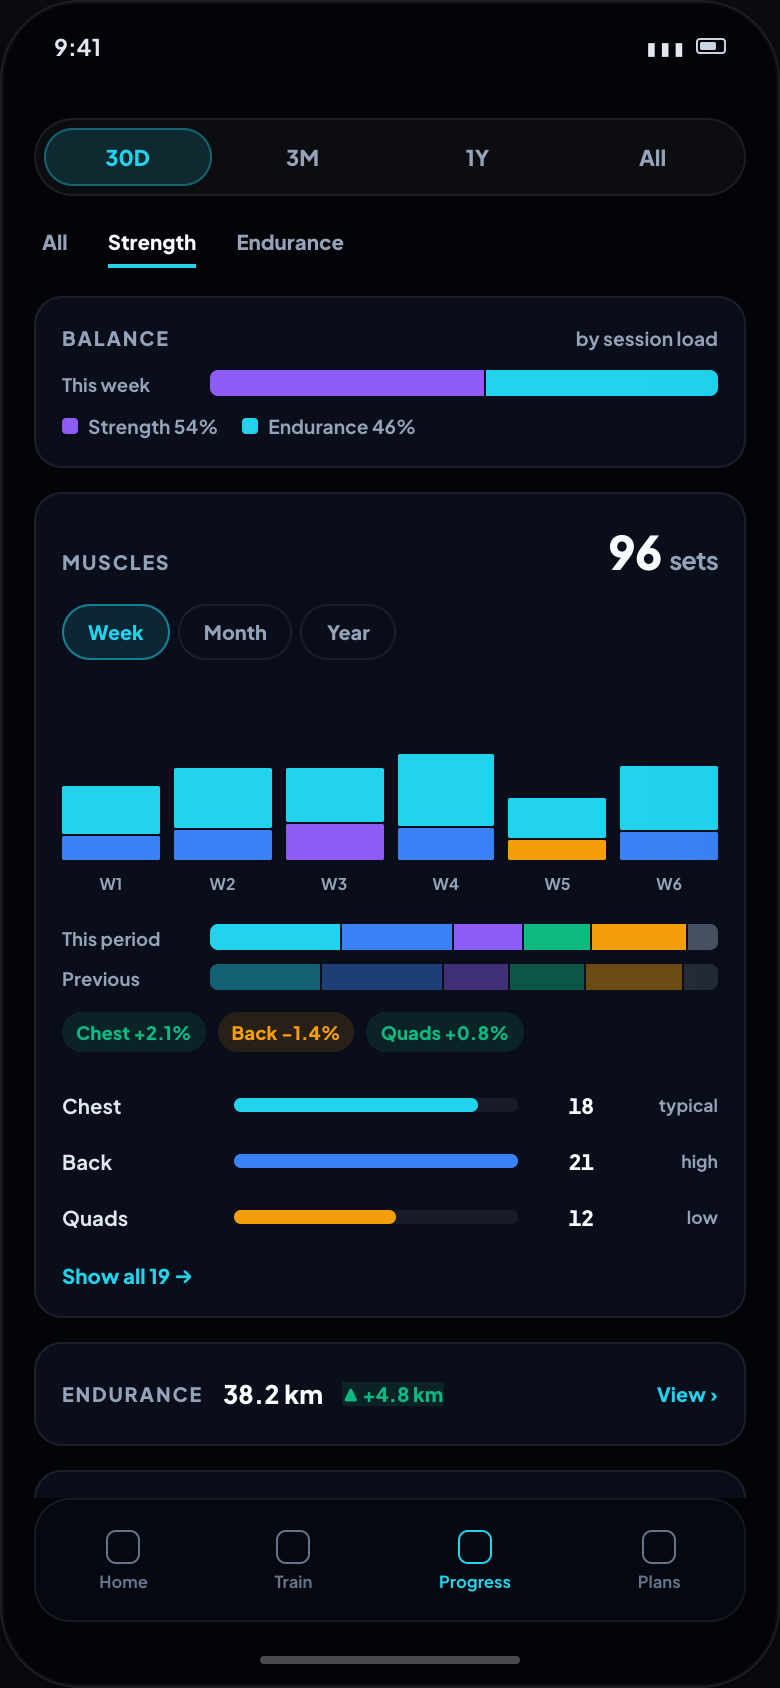 9:41
30D 3M 1Y All
All Strength Endurance
BALANCE by session load
This week
Strength 54% Endurance 46%
MUSCLES 96 sets
Week Month Year
W1 W2 W3 W4 W5 W6
This period
Previous
Chest +2.1% Back −1.4% Quads +0.8%
Chest 18 typical
Back 21 high
Quads 12 low
Show all 19 →
ENDURANCE 38.2 km ▲ +4.8 km View ›
Home Train Progress Plans